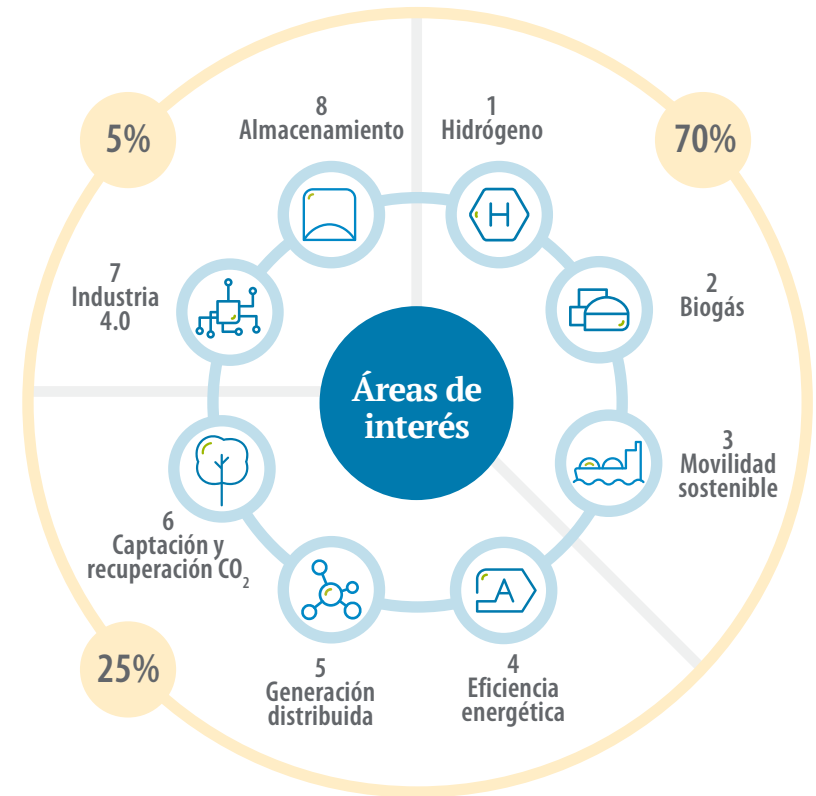 Áreas de
interés
1
Hidrógeno
70%
2
Biogás
3
Movilidad
sostenible
4
Eficiencia
energética
5
Generación
distribuida
25%
6
Captación y
recuperación CO₂
7
Industria
4.0
5%
8
Almacenamiento
H
A